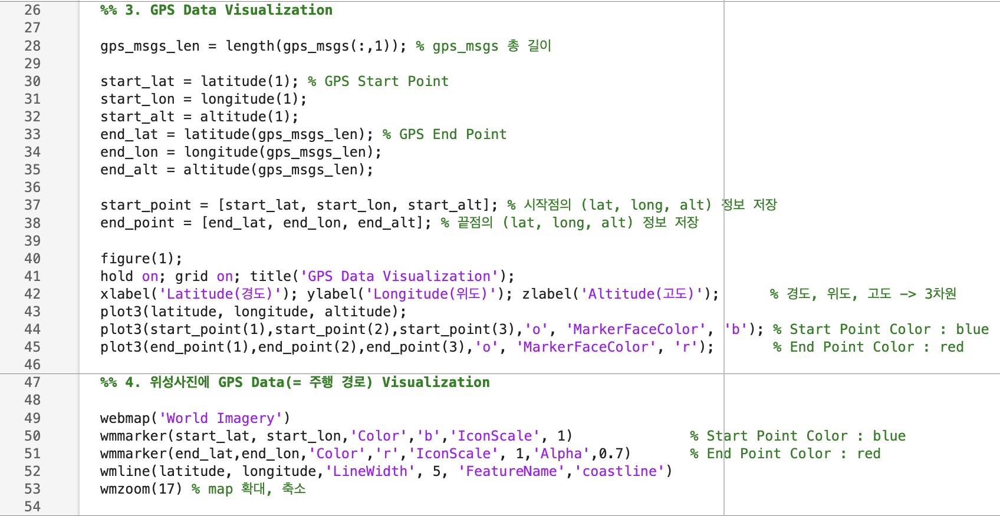 26 %% 3. GPS Data Visualization
27
28 gps_msgs_len = length(gps_msgs(:,1)); % gps_msgs 총 길이
29
30 start_lat = latitude(1); % GPS Start Point
31 start_lon = longitude(1);
32 start_alt = altitude(1);
33 end_lat = latitude(gps_msgs_len); % GPS End Point
34 end_lon = longitude(gps_msgs_len);
35 end_alt = altitude(gps_msgs_len);
36
37 start_point = [start_lat, start_lon, start_alt]; % 시작점의 (lat, long, alt) 정보 저장
38 end_point = [end_lat, end_lon, end_alt]; % 끝점의 (lat, long, alt) 정보 저장
39
40 figure(1);
41 hold on; grid on; title('GPS Data Visualization');
42 xlabel('Latitude(경도)'); ylabel('Longitude(위도)'); zlabel('Altitude(고도)'); % 경도, 위도, 고도 -> 3차원
43 plot3(latitude, longitude, altitude);
44 plot3(start_point(1),start_point(2),start_point(3),'o', 'MarkerFaceColor', 'b'); % Start Point Color : blue
45 plot3(end_point(1),end_point(2),end_point(3),'o', 'MarkerFaceColor', 'r'); % End Point Color : red
46
47 %% 4. 위성사진에 GPS Data(= 주행 경로) Visualization
48
49 webmap('World Imagery')
50 wmmarker(start_lat, start_lon,'Color','b','IconScale', 1) % Start Point Color : blue
51 wmmarker(end_lat,end_lon,'Color','r','IconScale', 1,'Alpha',0.7) % End Point Color : red
52 wmline(latitude, longitude,'LineWidth', 5, 'FeatureName','coastline')
53 wmzoom(17) % map 확대, 축소
54